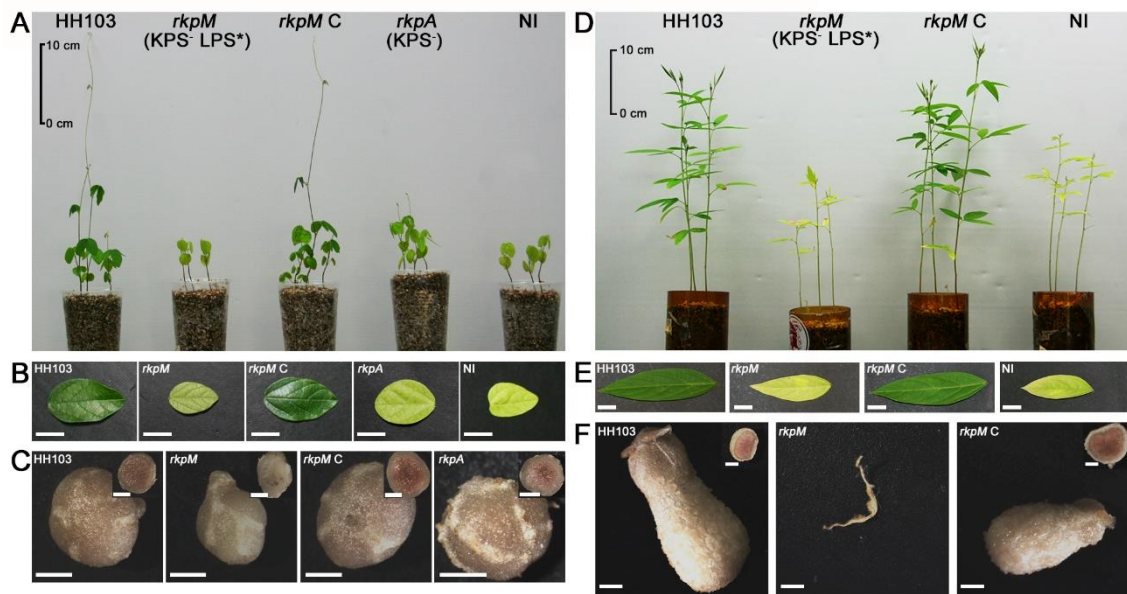 A
HH103 rkpM rkpM C rkpA NI
(KPS⁻ LPS*) (KPS⁻)
10 cm
0 cm
B
HH103 rkpM rkpM C rkpA NI
C
HH103 rkpM rkpM C rkpA
D
HH103 rkpM rkpM C NI
(KPS⁻ LPS*)
10 cm
0 cm
E
HH103 rkpM rkpM C NI
F
HH103 rkpM rkpM C